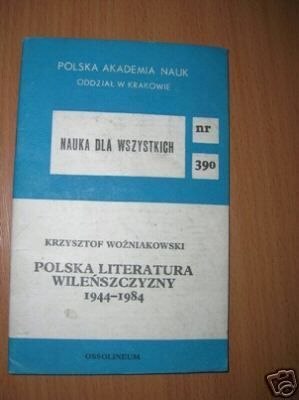 POLSKA AKADEMIA NAUK
ODDZIAŁ W KRAKOWIE
NAUKA DLA WSZYSTKICH
nr
390
KRZYSZTOF WOŹNIAKOWSKI
POLSKA LITERATURA
WILEŃSZCZYZNY
1944–1984
OSSOLINEUM